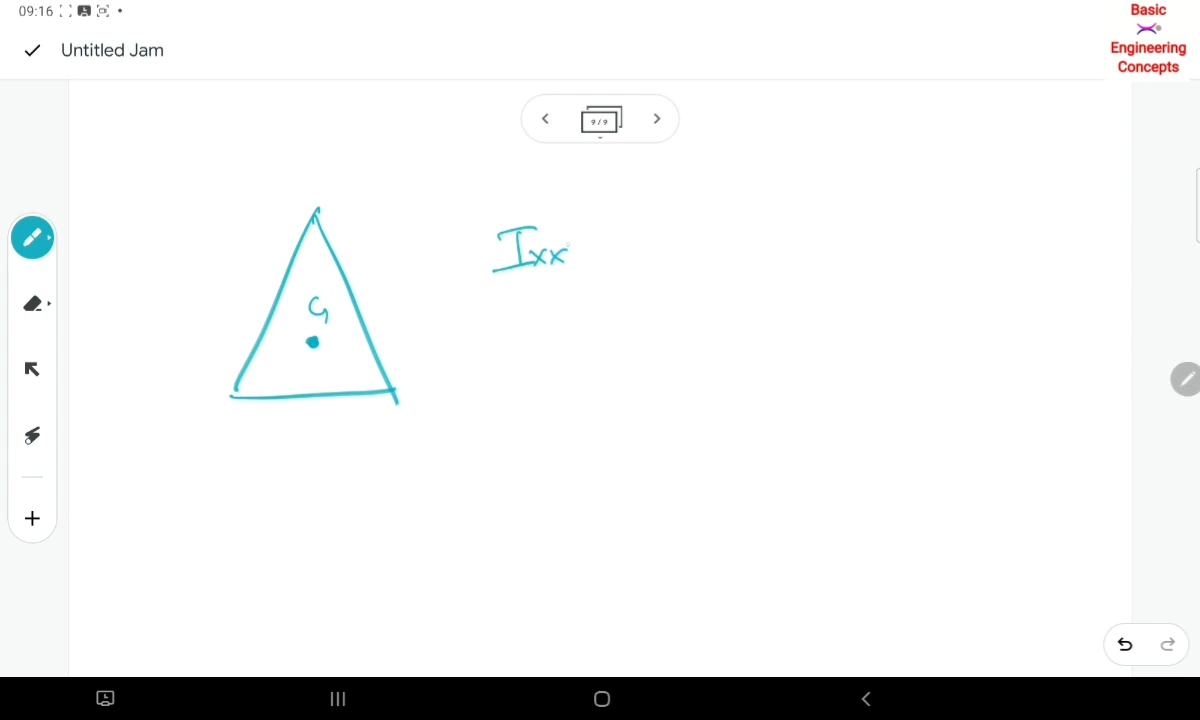 09:16
Untitled Jam
Basic
Engineering
Concepts
9 / 9
G
Ixx